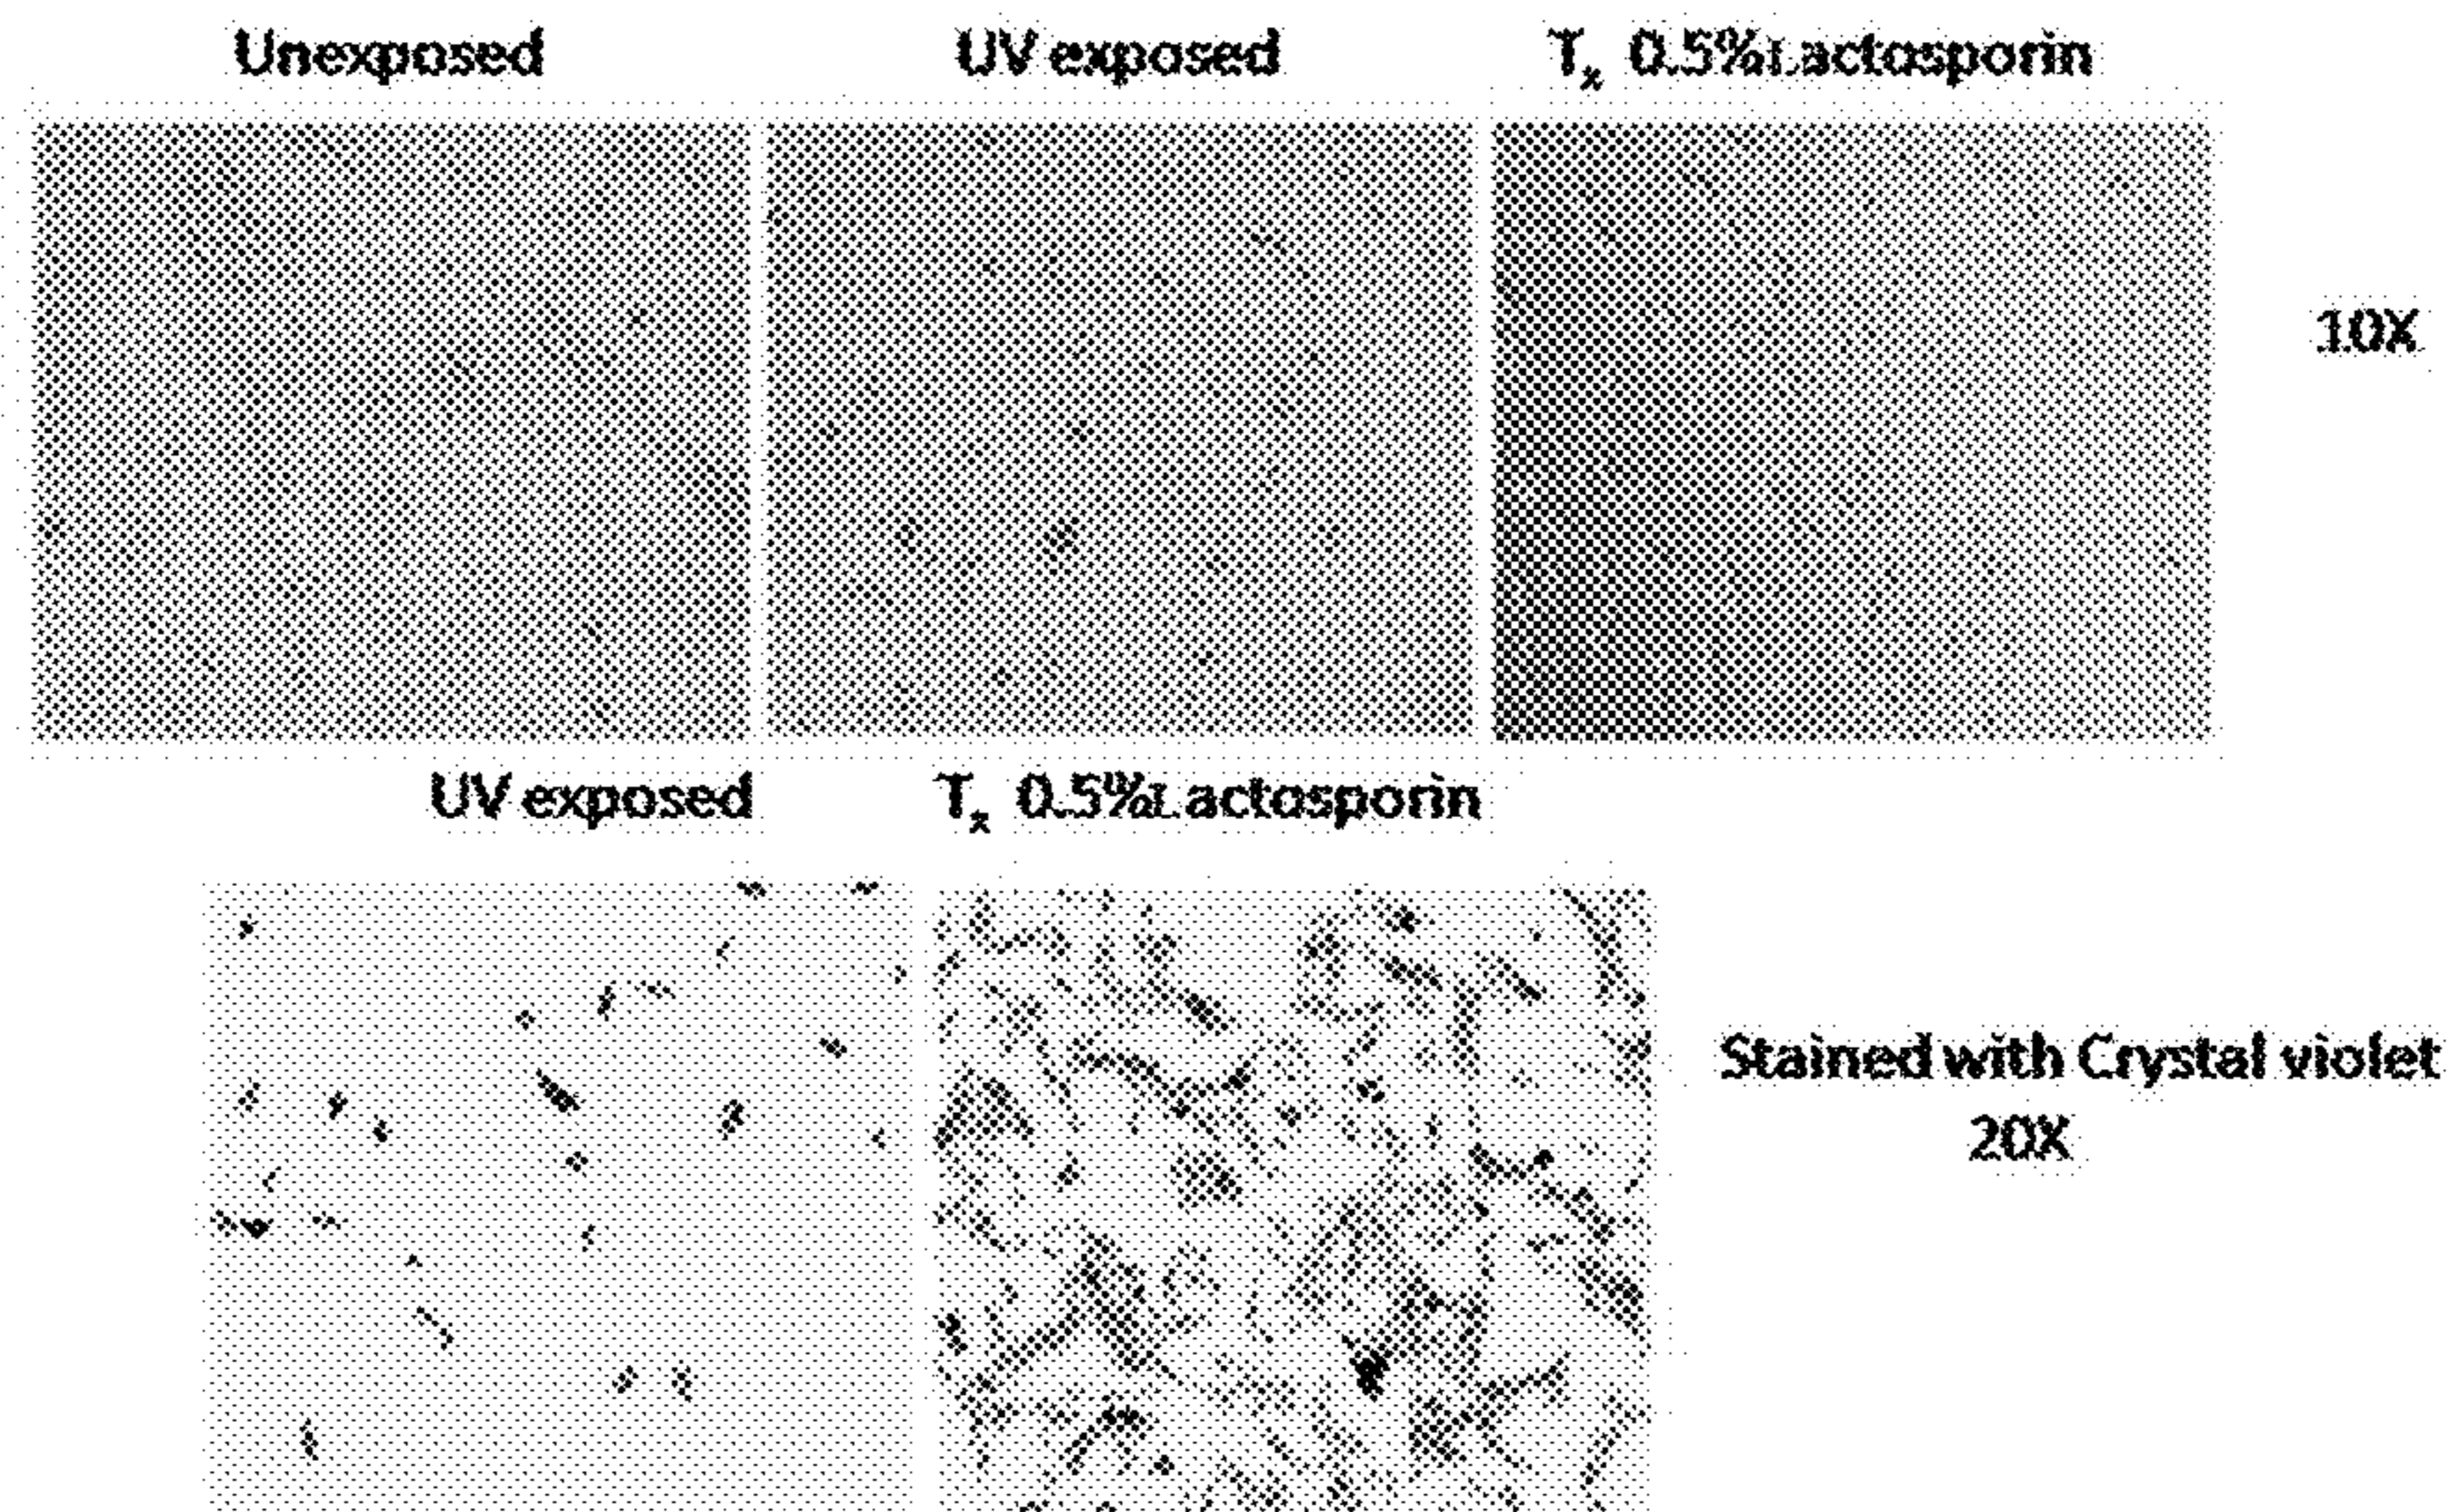 Unexposed
UV exposed
Tx 0.5%Lactosporin
10X
UV exposed
Tx 0.5%Lactosporin
Stained with Crystal violet
20X